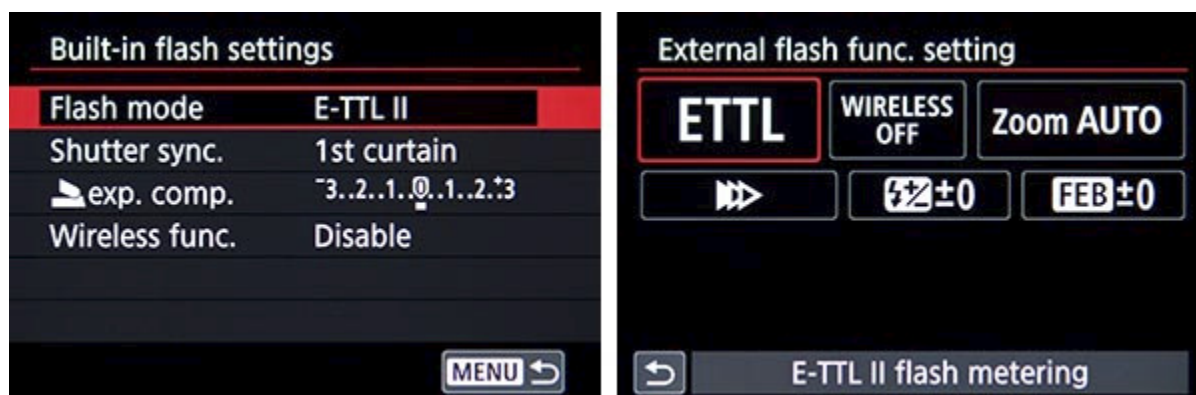 Built-in flash settings
Flash mode E-TTL II
Shutter sync. 1st curtain
exp. comp. -3..2..1..0..1..2..+3
Wireless func. Disable
MENU
External flash func. setting
ETTL WIRELESS OFF Zoom AUTO
±0 FEB±0
E-TTL II flash metering